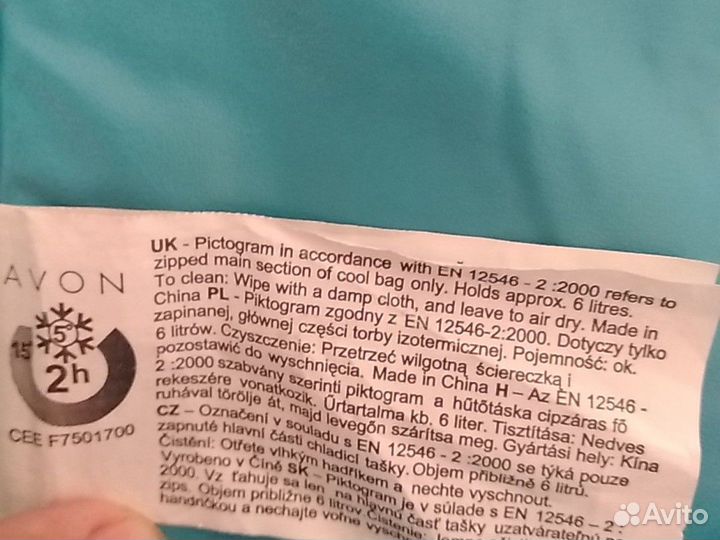 AVON
5°
15
2h
CEE F7501700
UK - Pictogram in accordance with EN 12546 - 2 :2000 refers to
zipped main section of cool bag only. Holds approx. 6 litres.
To clean: Wipe with a damp cloth, and leave to air dry. Made in
China PL - Piktogram zgodny z EN 12546-2:2000. Dotyczy tylko
zapinanej, głównej części torby izotermicznej. Pojemność: ok.
6 litrów. Czyszczenie: Przetrzeć wilgotną ściereczką i
pozostawić do wyschnięcia. Made in China H – Az EN 12546 -
2 :2000 szabvány szerinti piktogram a hűtőtáska cipzáras fő
rekeszére vonatkozik. Űrtartalma kb. 6 liter. Tisztítása: Nedves
ruhával törölje át, majd levegőn szárítsa meg. Gyártási hely: Kína
CZ – Označení v souladu s EN 12546 - 2 :2000 se týká pouze
zapnuté hlavní části chladicí tašky. Objem přibližně 6 litrů.
Čistění: Otřete vlhkým hadříkem a nechte vyschnout.
Vyrobeno v Číně SK – Piktogram je v súlade s EN 12546 – 2 :
2000. Vz ťahuje sa len na hlavnú časť tašky uzatvárateľnú na
zips. Objem približne 6 litrov Čistenie:
handričkou a nechajte voľne
Avito